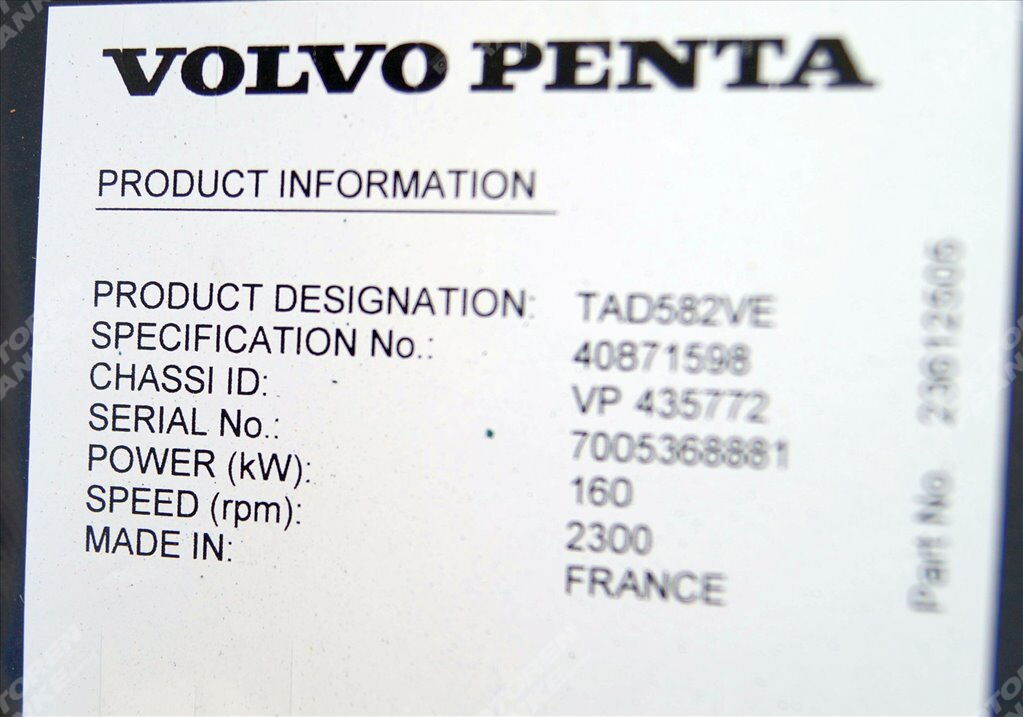 VOLVO PENTA
PRODUCT INFORMATION
PRODUCT DESIGNATION: TAD582VE
SPECIFICATION No.: 40871598
CHASSI ID: VP 435772
SERIAL No.: 7005368881
POWER (kW): 160
SPEED (rpm): 2300
MADE IN: FRANCE
Part No. 236125605